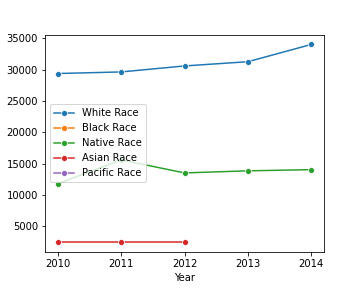 35000
30000
25000
20000
15000
10000
5000
White Race
Black Race
Native Race
Asian Race
Pacific Race
2010 2011 2012 2013 2014
Year